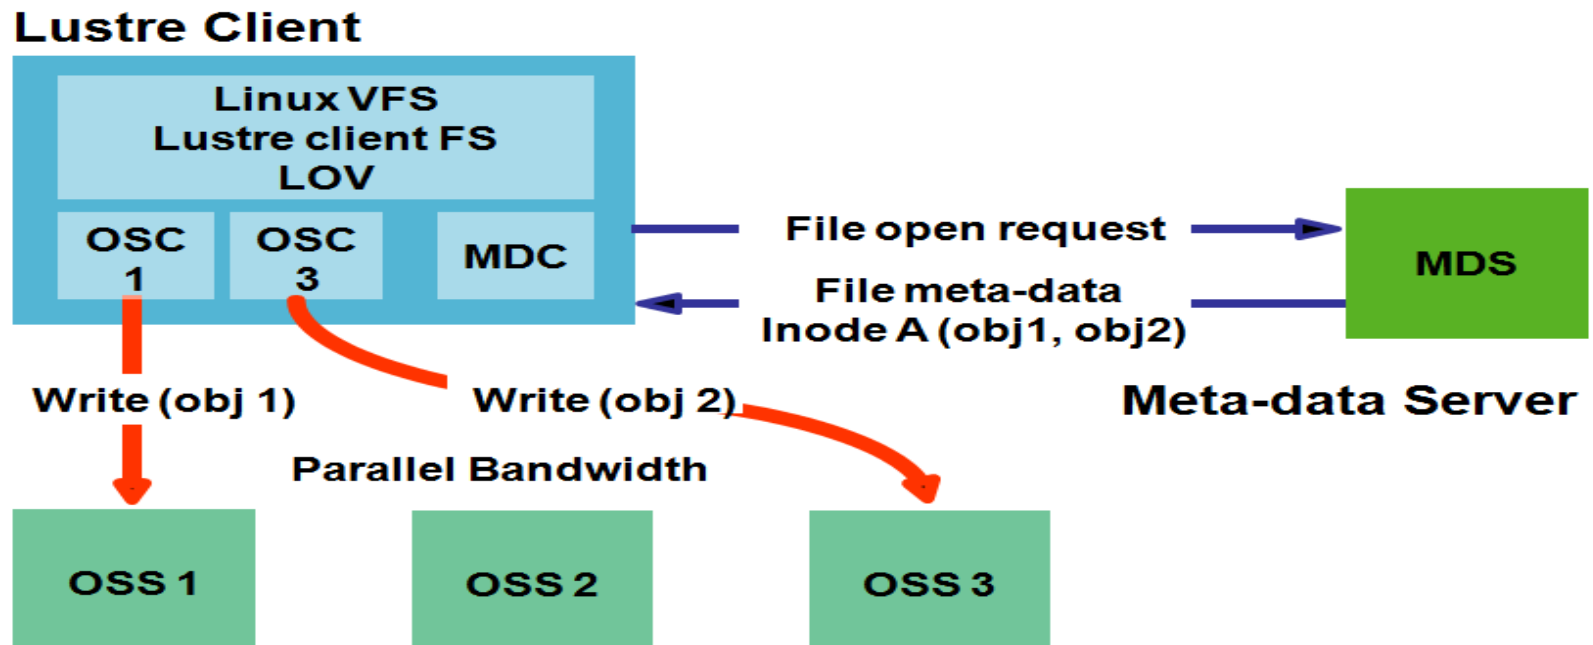 Lustre Client
Linux VFS
Lustre client FS
LOV
OSC
1
OSC
3
MDC
File open request
File meta-data
Inode A (obj1, obj2)
MDS
Meta-data Server
Write (obj 1)
Write (obj 2)
Parallel Bandwidth
OSS 1
OSS 2
OSS 3